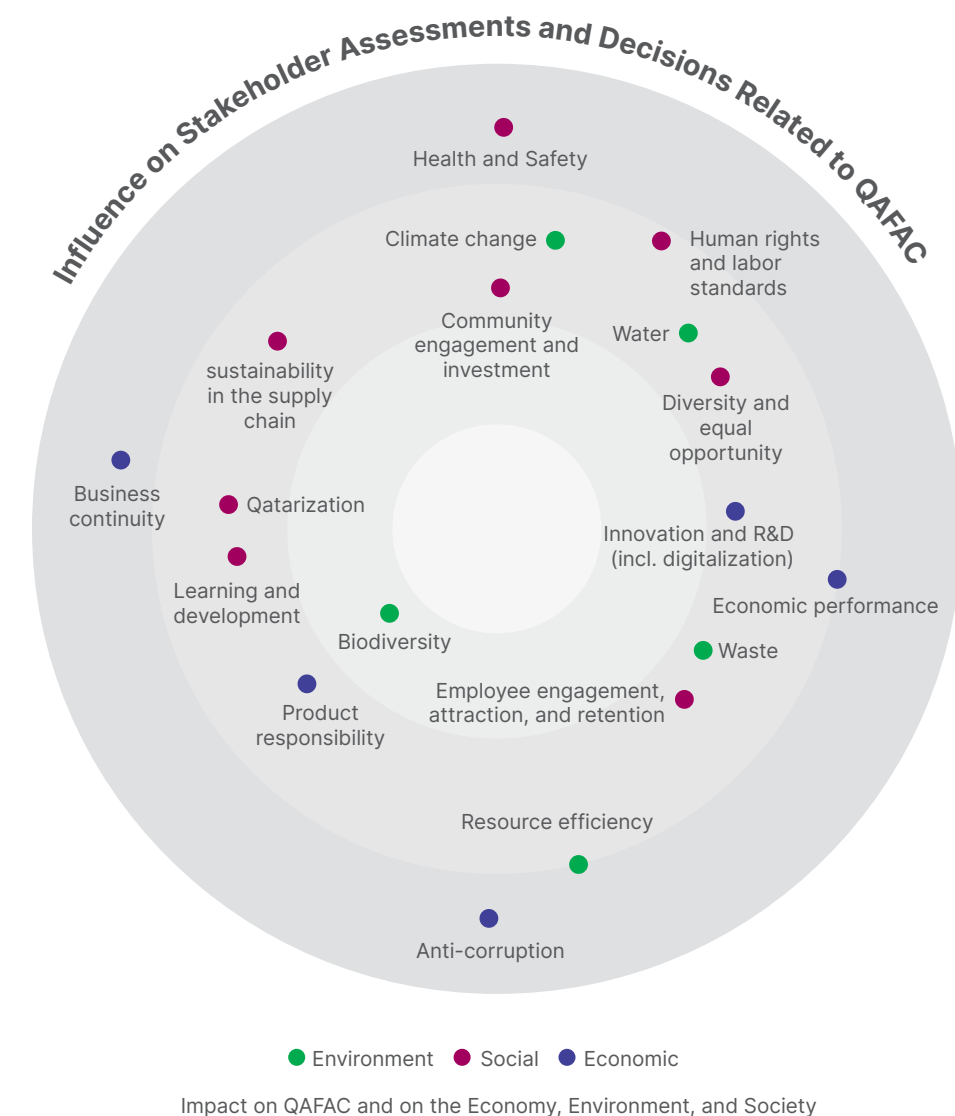 Influence on Stakeholder Assessments and Decisions Related to QAFAC
Health and Safety
Climate change
Human rights
and labor
standards
Community
engagement and
investment
Water
sustainability
in the supply
chain
Diversity and
equal
opportunity
Business
continuity
Qatarization
Innovation and R&D
(incl. digitalization)
Learning and
development
Economic performance
Biodiversity
Waste
Employee engagement,
attraction, and retention
Product
responsibility
Resource efficiency
Anti-corruption
Environment Social Economic
Impact on QAFAC and on the Economy, Environment, and Society